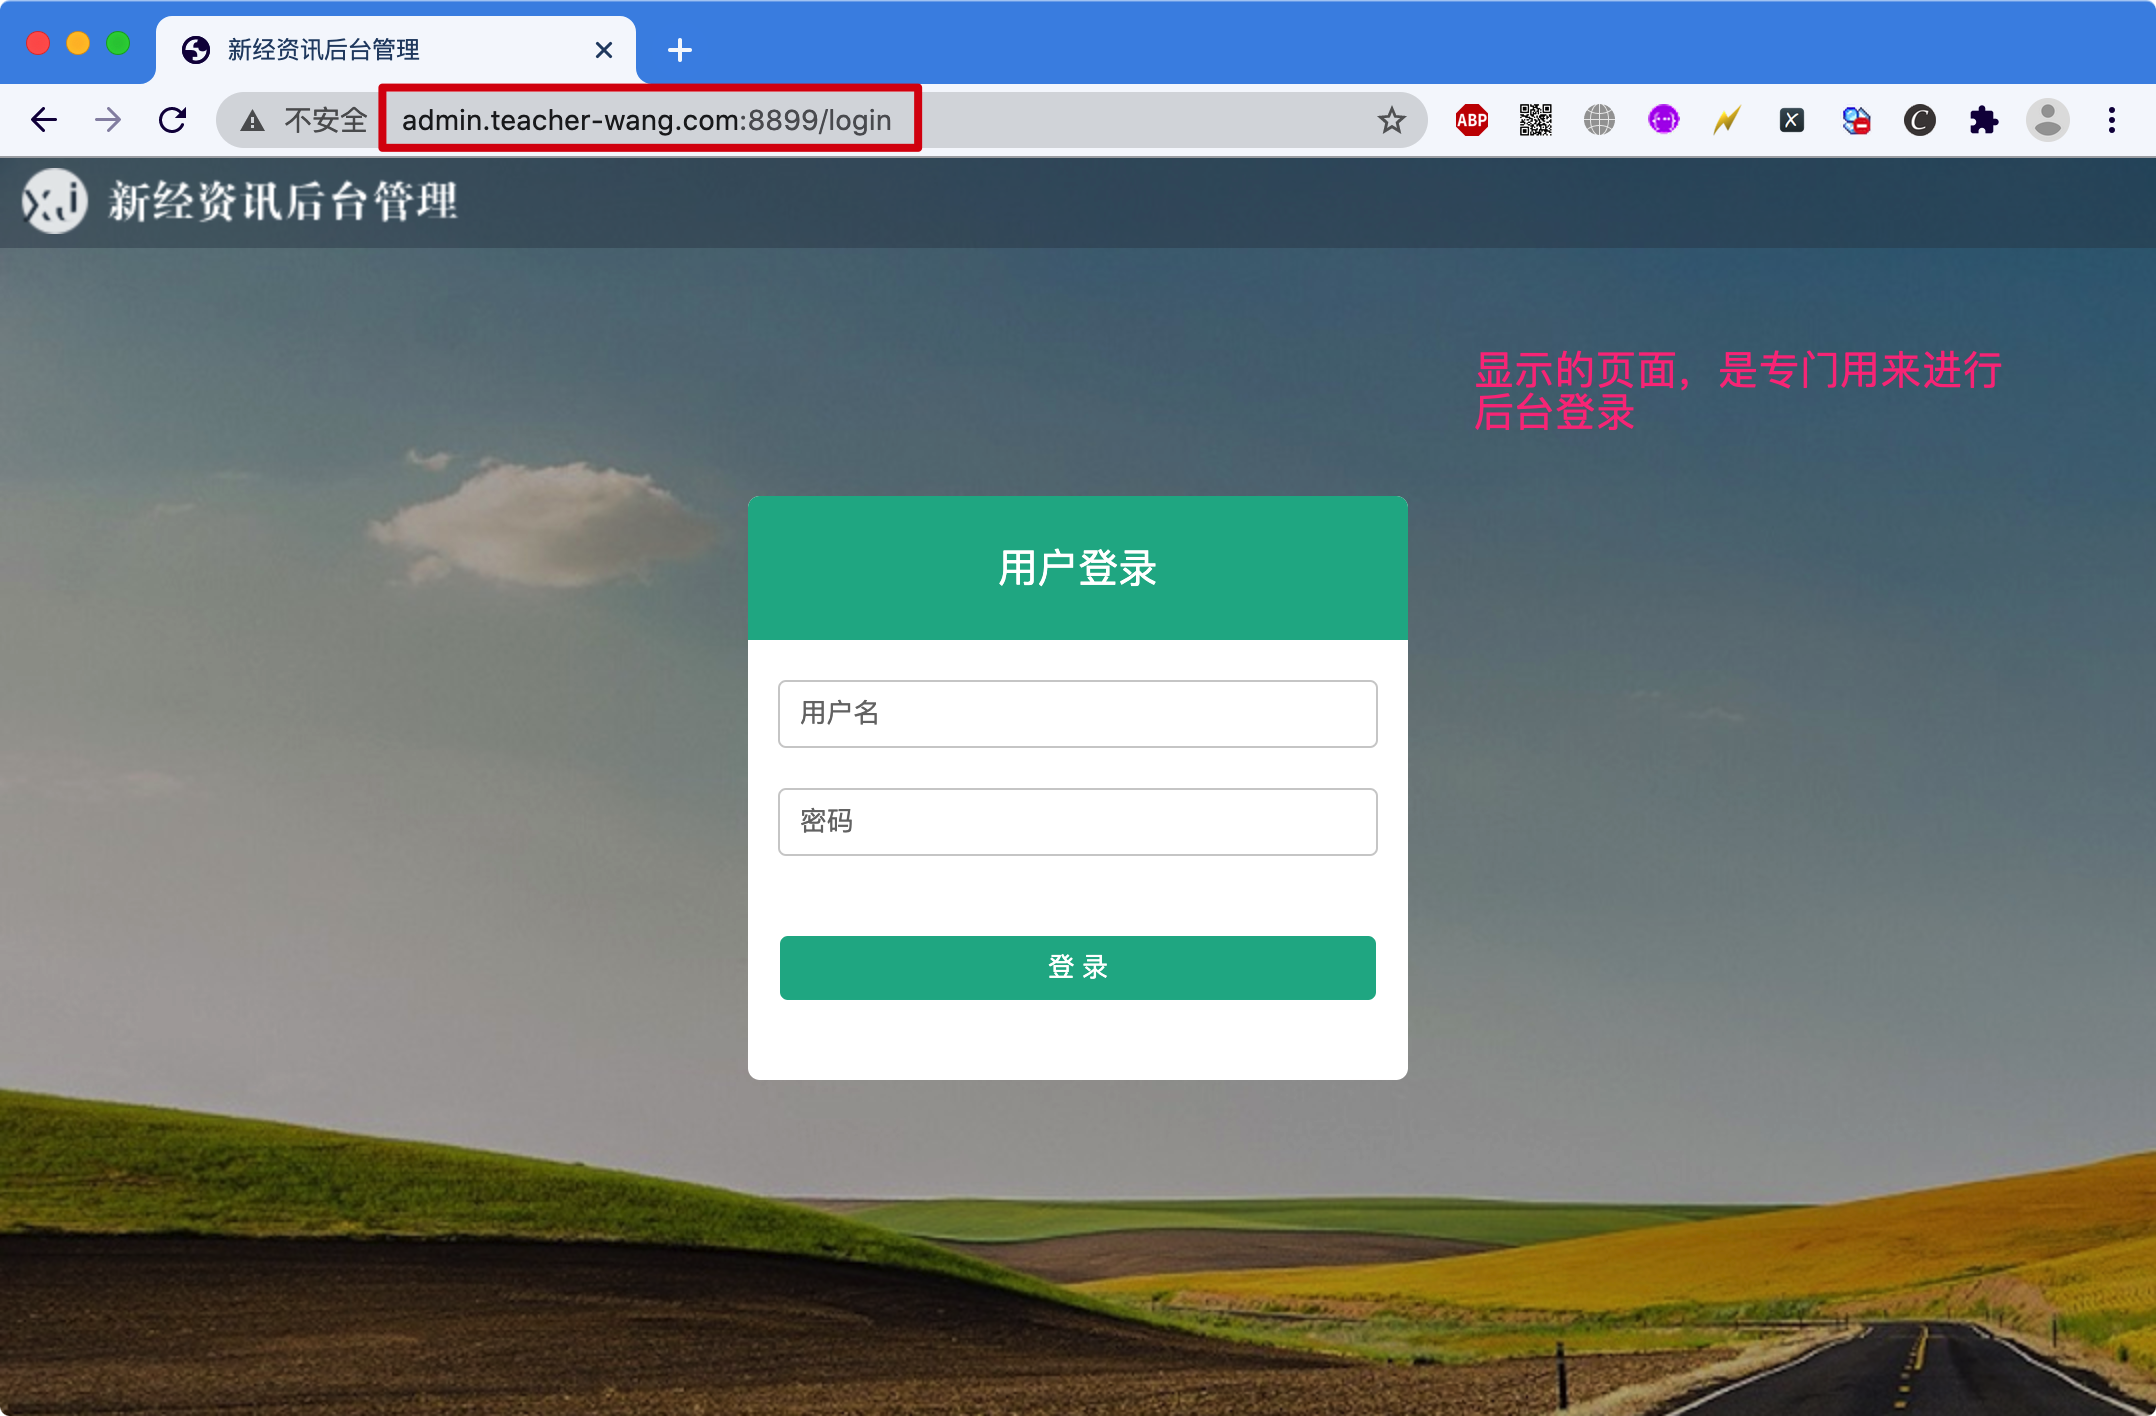 新经资讯后台管理
不安全
admin.teacher-wang.com:8899/login
ABP
X
C
xj
新经资讯后台管理
显示的页面，是专门用来进行
后台登录
用户登录
用户名
密码
登 录